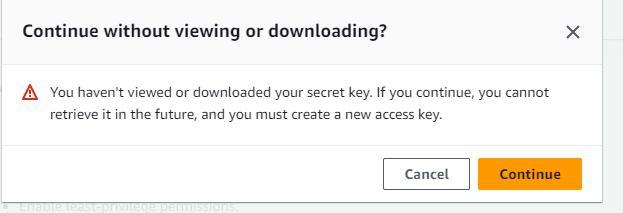 Continue without viewing or downloading?
You haven't viewed or downloaded your secret key. If you continue, you cannot
retrieve it in the future, and you must create a new access key.
Cancel
Continue
Enable least-privilege permissions.